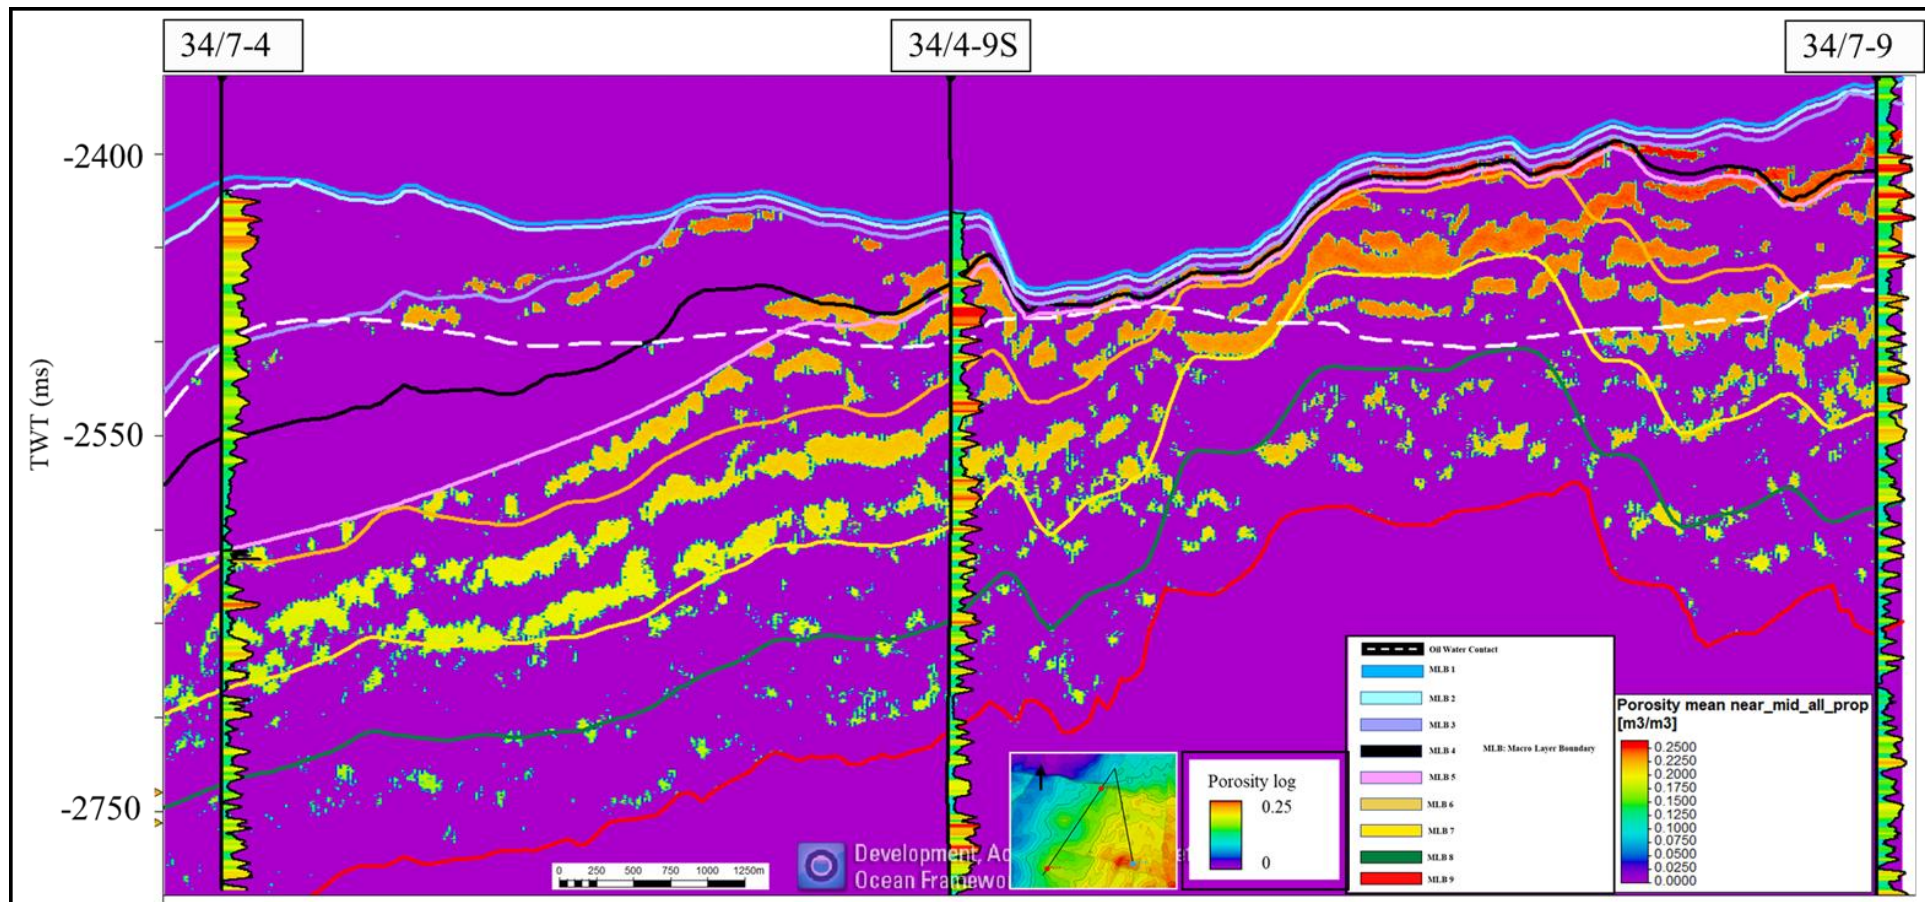 34/7-4
34/4-9S
34/7-9
-2400
-2550
-2750
TWT (ms)
0 250 500 750 1000 1250m
Ocean
Porosity log
0.25
0
Oil Water Contact
MLB 1
MLB 2
MLB 3
MLB 4
MLB: Macro Layer Boundary
MLB 5
MLB 6
MLB 7
MLB 8
MLB 9
Porosity mean near_mid_all_prop
[m3/m3]
0.2500
0.2250
0.2000
0.1750
0.1500
0.1250
0.1000
0.0750
0.0500
0.0250
0.0000